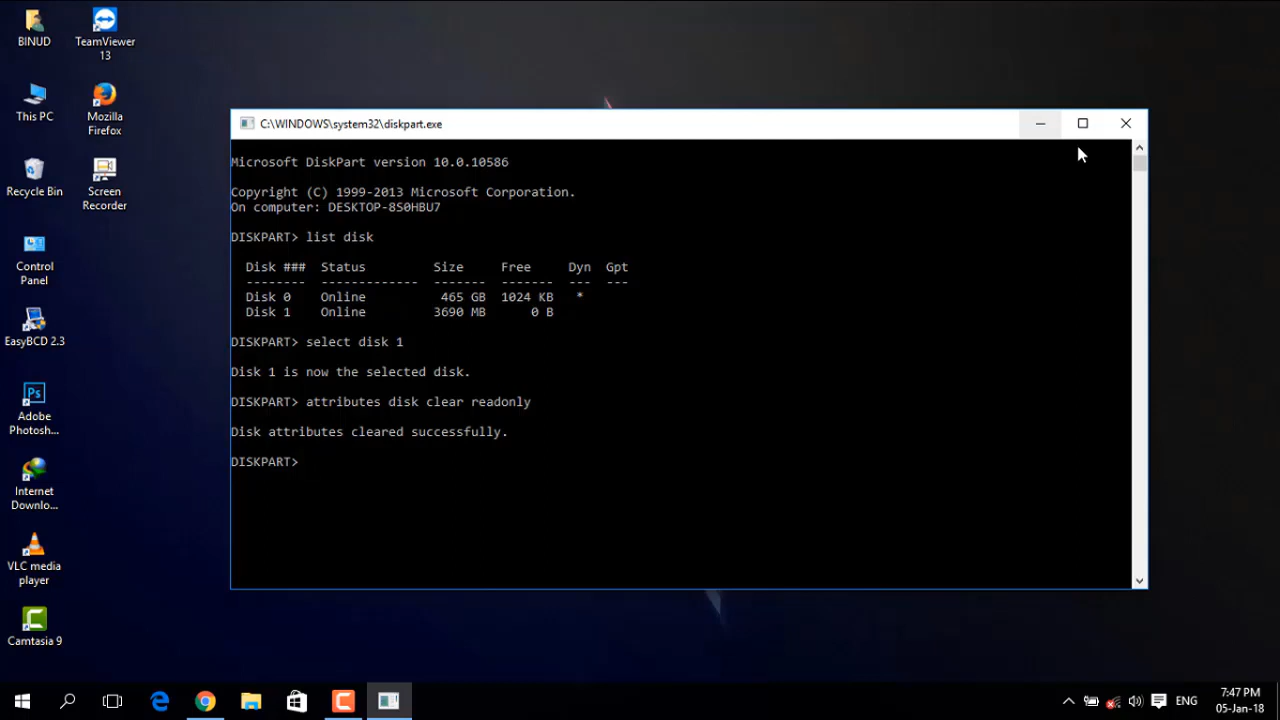 BINUD
TeamViewer
13
This PC
Mozilla
Firefox
Recycle Bin
Screen
Recorder
Control
Panel
EasyBCD 2.3
Ps
Adobe
Photosh...
Internet
Downlo...
VLC media
player
Camtasia 9
C:\WINDOWS\system32\diskpart.exe
Microsoft DiskPart version 10.0.10586
Copyright (C) 1999-2013 Microsoft Corporation.
On computer: DESKTOP-8S0HBU7
DISKPART> list disk
Disk ### Status Size Free Dyn Gpt
-------- ------------- ------- ------- --- ---
Disk 0 Online 465 GB 1024 KB *
Disk 1 Online 3690 MB 0 B
DISKPART> select disk 1
Disk 1 is now the selected disk.
DISKPART> attributes disk clear readonly
Disk attributes cleared successfully.
DISKPART>
ENG
7:47 PM
05-Jan-18